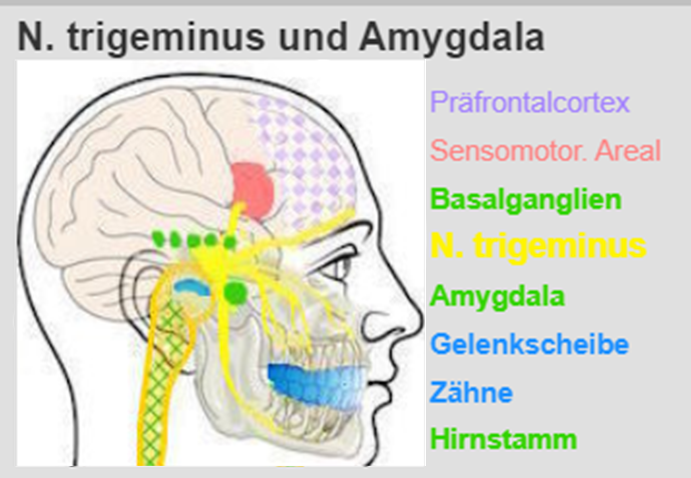 N. trigeminus und Amygdala
Präfrontalcortex
Sensomotor. Areal
Basalganglien
N. trigeminus
Amygdala
Gelenkscheibe
Zähne
Hirnstamm